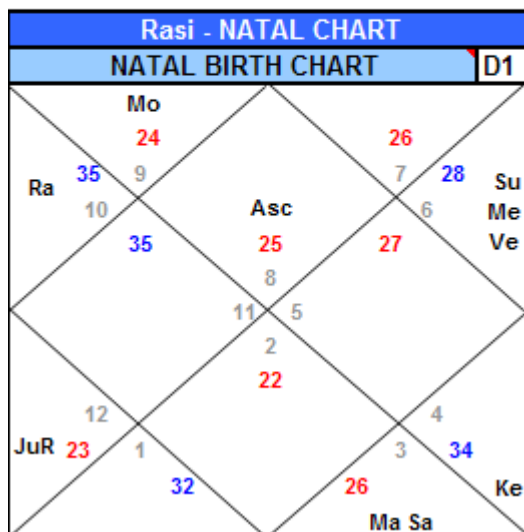 Rasi - NATAL CHART
NATAL BIRTH CHART D1
Mo
24 26
35 9 7 28
Ra Su
10 Asc 6 Me
35 25 27 Ve
8
11 5
2
22
12 4
JuR 23 1 3 34
32 26 Ke
Ma Sa